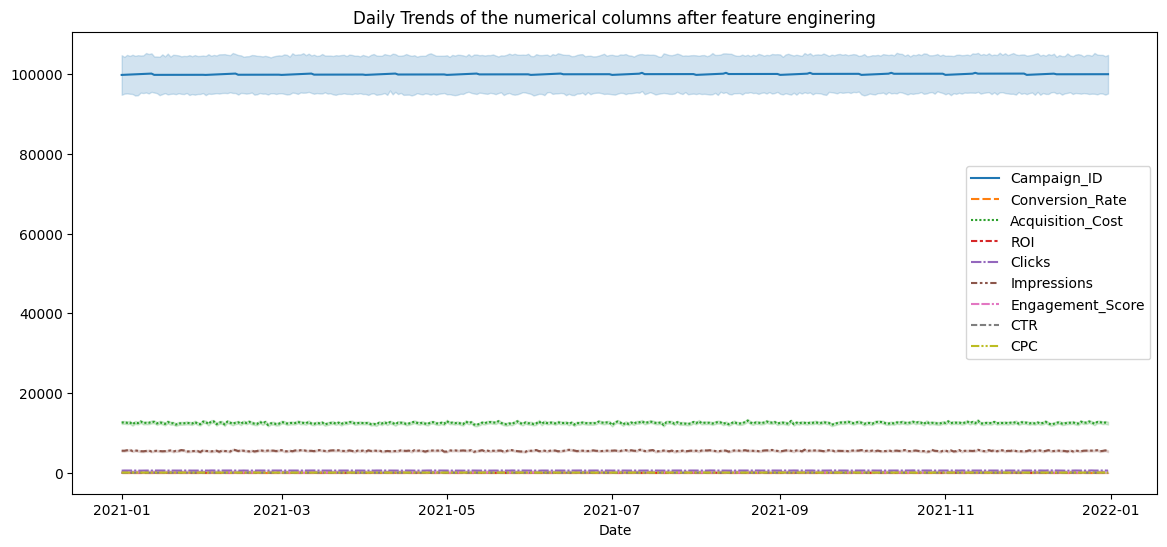 Daily Trends of the numerical columns after feature enginering
100000
80000
60000
40000
20000
0
2021-01
2021-03
2021-05
2021-07
2021-09
2021-11
2022-01
Date
Campaign_ID
Conversion_Rate
Acquisition_Cost
ROI
Clicks
Impressions
Engagement_Score
CTR
CPC